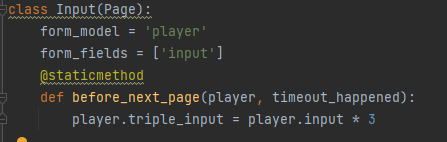 class Input(Page):
    form_model = 'player'
    form_fields = ['input']
    @staticmethod
    def before_next_page(player, timeout_happened):
        player.triple_input = player.input * 3